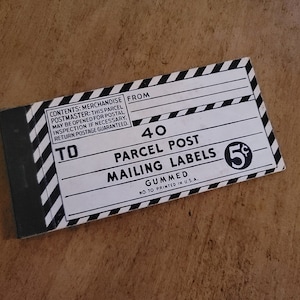 CONTENTS: MERCHANDISE
POSTMASTER: THIS PARCEL
MAY BE OPENED FOR POSTAL
INSPECTION IF NECESSARY
RETURN POSTAGE GUARANTEED
FROM
TO
40
PARCEL POST
MAILING LABELS
5¢
GUMMED
PRINTED IN U.S.A.